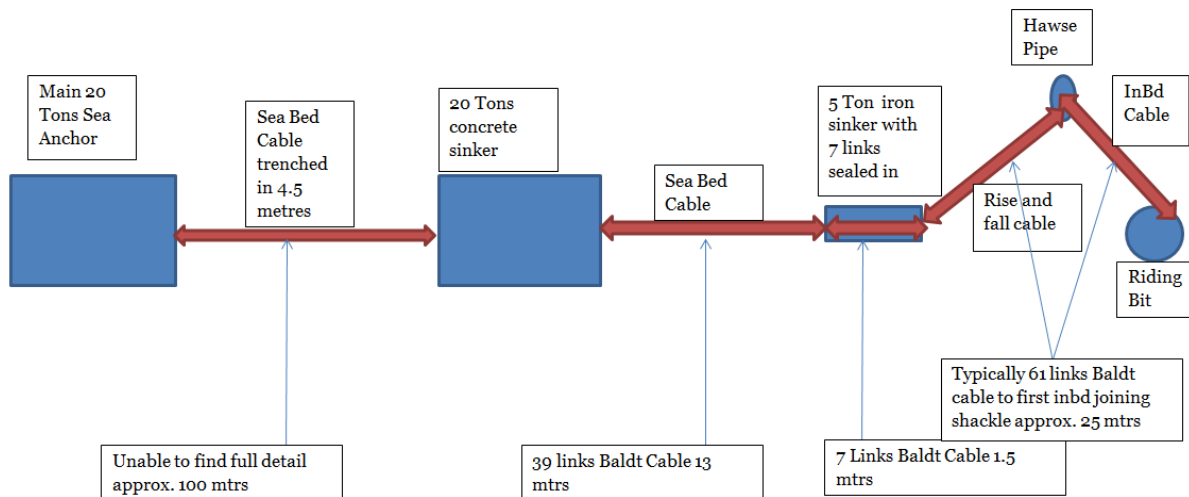 Main 20
Tons Sea
Anchor
Sea Bed
Cable
trenched
in 4.5
metres
20 Tons
concrete
sinker
Sea Bed
Cable
5 Ton iron
sinker with
7 links
sealed in
Hawse
Pipe
InBd
Cable
Rise and
fall cable
Riding
Bit
Unable to find full detail
approx. 100 mtrs
39 links Baldt Cable 13
mtrs
7 Links Baldt Cable 1.5
mtrs
Typically 61 links Baldt
cable to first inbd joining
shackle approx. 25 mtrs